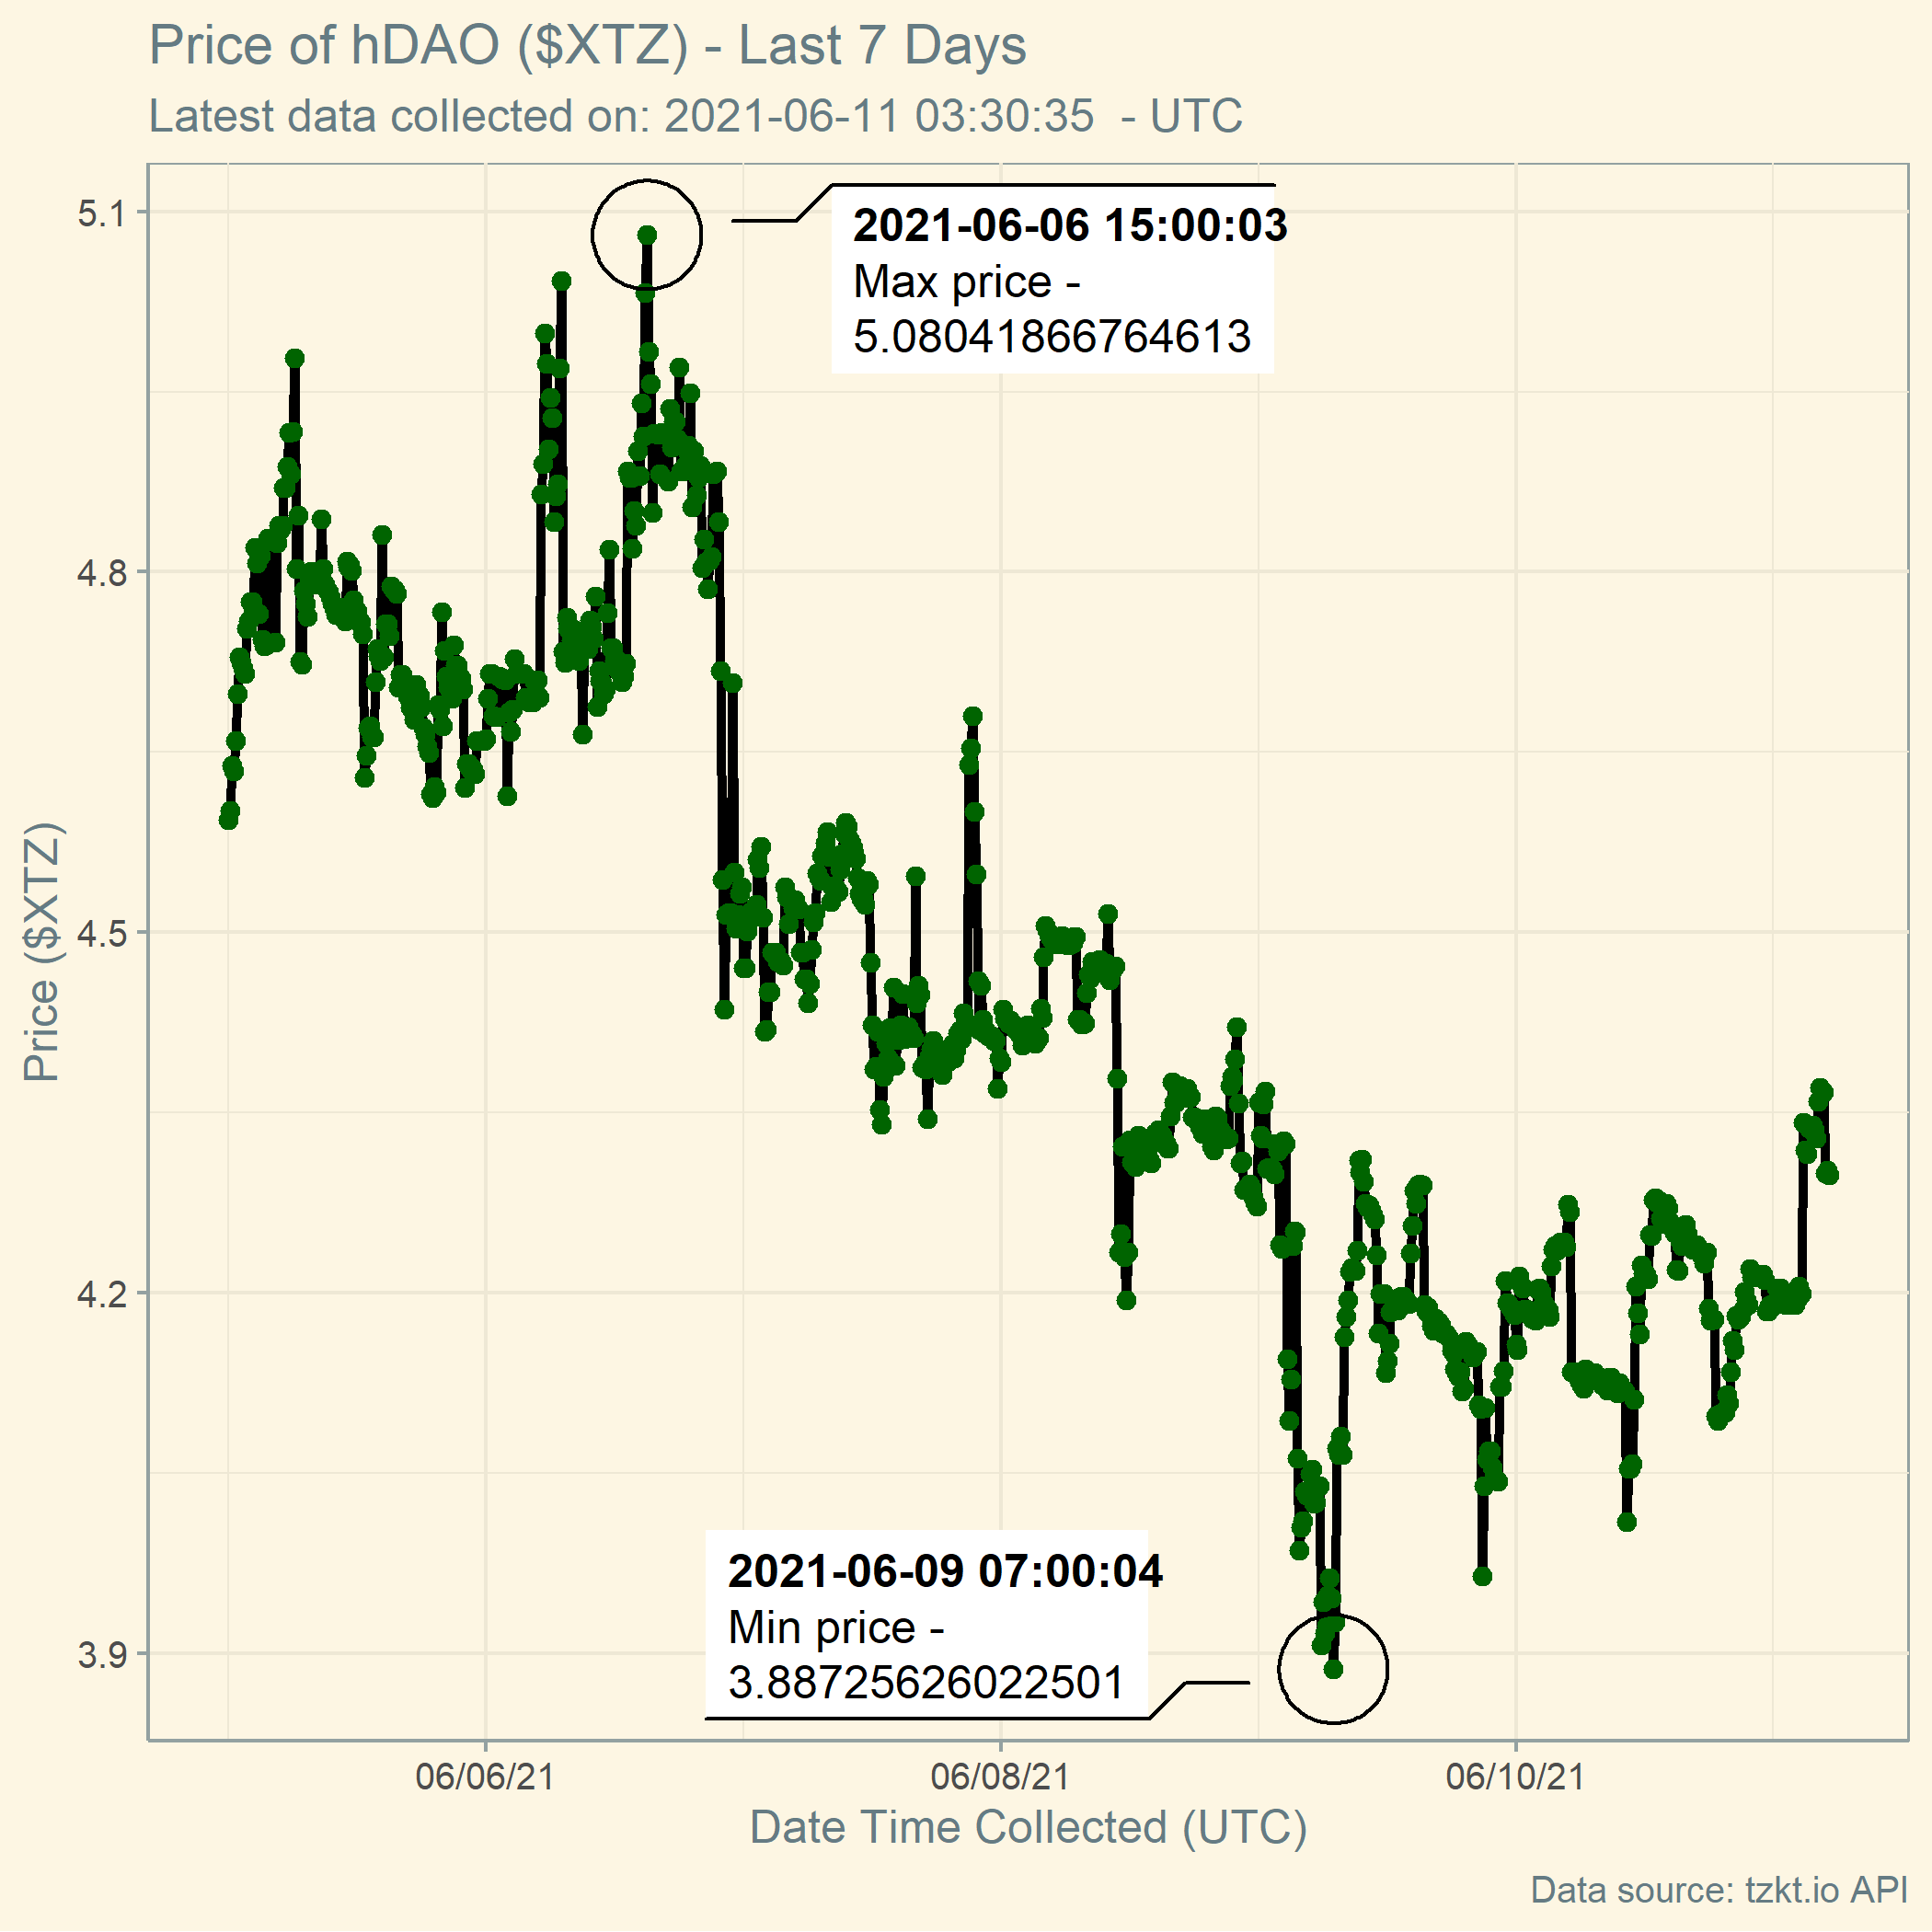 Price of hDAO ($XTZ) - Last 7 Days
Latest data collected on: 2021-06-11 03:30:35  - UTC
5.1
4.8
4.5
4.2
3.9
Price ($XTZ)
2021-06-06 15:00:03
Max price -
5.08041866764613
2021-06-09 07:00:04
Min price -
3.88725626022501
06/06/21
06/08/21
06/10/21
Date Time Collected (UTC)
Data source: tzkt.io API